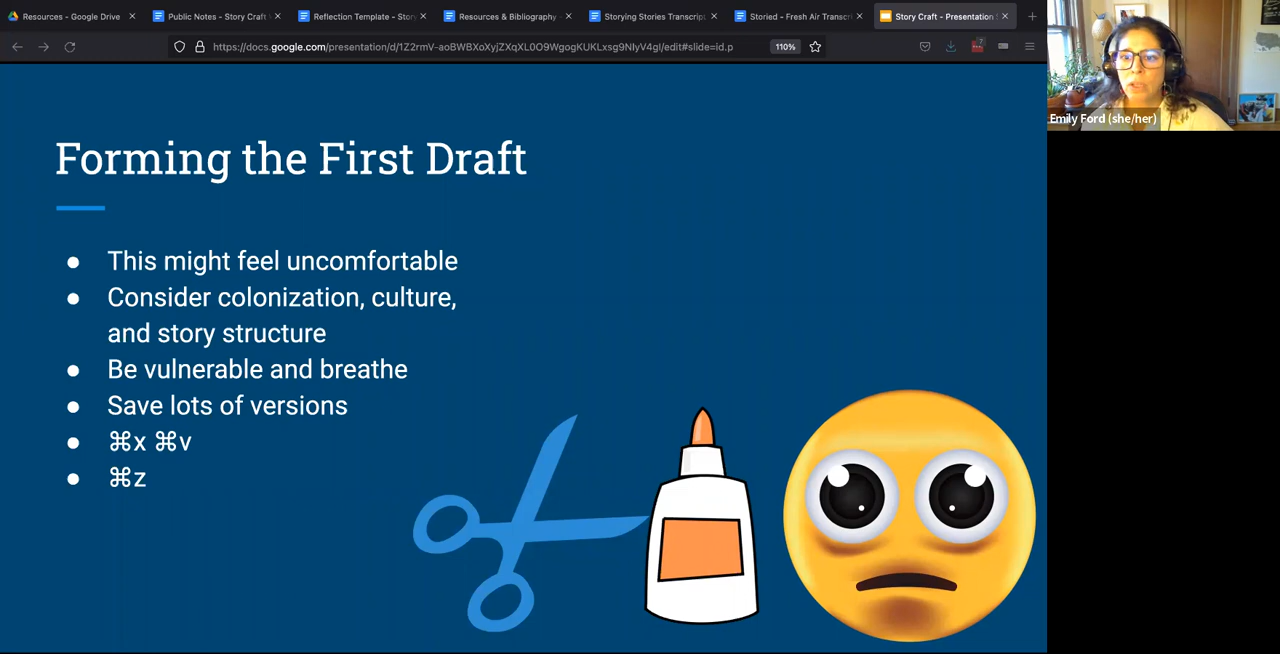 Resources - Google Drive
Public Notes - Story Craft
Reflection Template - Stor
Resources & Bibliography -
Storying Stories Transcript
Storied - Fresh Air Transcri
Story Craft - Presentation S
https://docs.google.com/presentation/d/1Z2rmV-aoBWBXoXyjZXqXL0O9WgogKUKLxsg9NIyV4gI/edit#slide=id.p
110%
Emily Ford (she/her)
Forming the First Draft
● This might feel uncomfortable
● Consider colonization, culture,
and story structure
● Be vulnerable and breathe
● Save lots of versions
● ⌘x ⌘v
● ⌘z